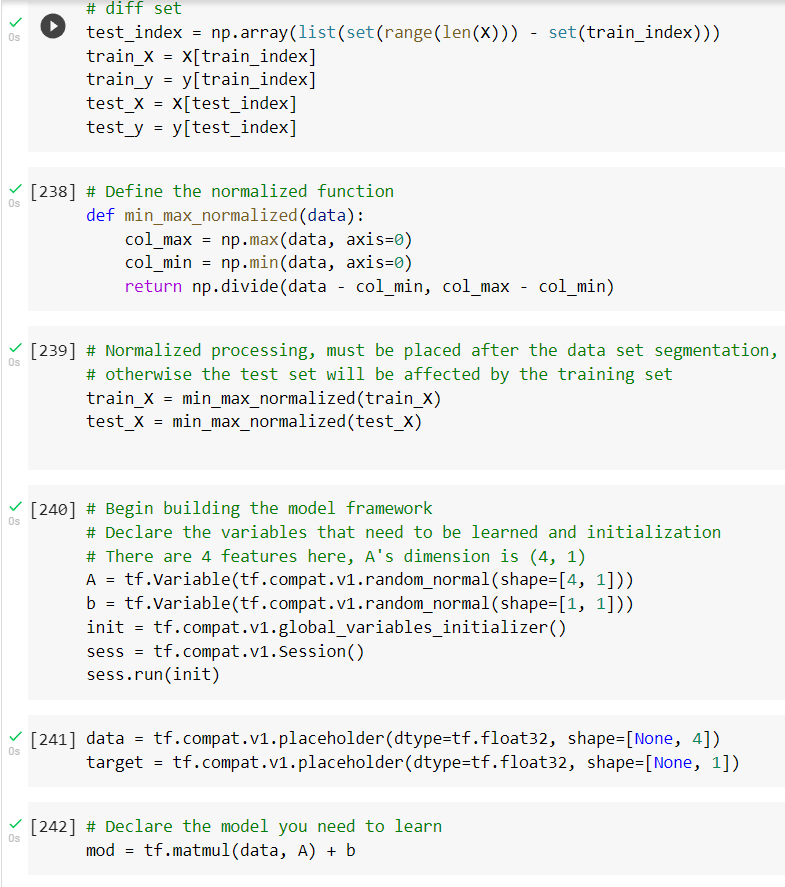 # diff set
0s
test_index = np.array(list(set(range(len(X))) - set(train_index)))
train_X = X[train_index]
train_y = y[train_index]
test_X = X[test_index]
test_y = y[test_index]
[238] # Define the normalized function
0s
def min_max_normalized(data):
col_max = np.max(data, axis=0)
col_min = np.min(data, axis=0)
return np.divide(data - col_min, col_max - col_min)
[239] # Normalized processing, must be placed after the data set segmentation,
0s
# otherwise the test set will be affected by the training set
train_X = min_max_normalized(train_X)
test_X = min_max_normalized(test_X)
[240] # Begin building the model framework
0s
# Declare the variables that need to be learned and initialization
# There are 4 features here, A's dimension is (4, 1)
A = tf.Variable(tf.compat.v1.random_normal(shape=[4, 1]))
b = tf.Variable(tf.compat.v1.random_normal(shape=[1, 1]))
init = tf.compat.v1.global_variables_initializer()
sess = tf.compat.v1.Session()
sess.run(init)
[241] data = tf.compat.v1.placeholder(dtype=tf.float32, shape=[None, 4])
0s
target = tf.compat.v1.placeholder(dtype=tf.float32, shape=[None, 1])
[242] # Declare the model you need to learn
0s
mod = tf.matmul(data, A) + b